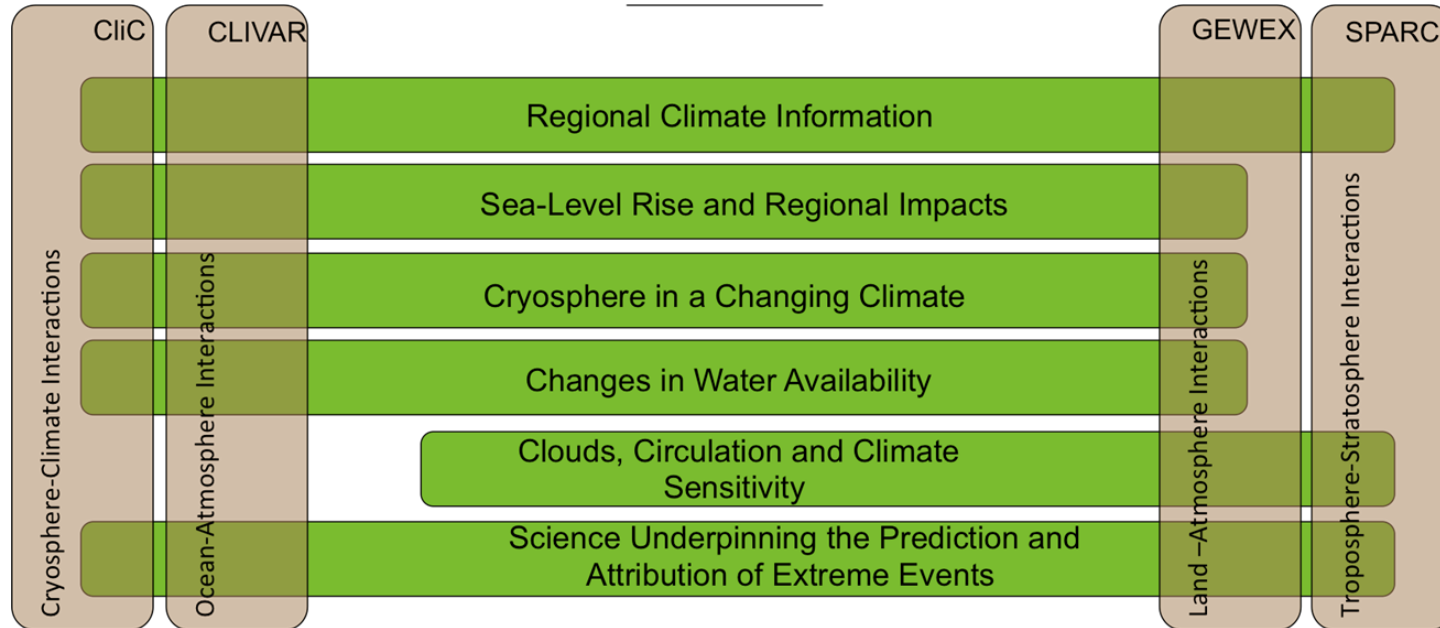 CliC
CLIVAR
GEWEX
SPARC
Regional Climate Information
Sea-Level Rise and Regional Impacts
Cryosphere in a Changing Climate
Changes in Water Availability
Clouds, Circulation and Climate
Sensitivity
Science Underpinning the Prediction and
Attribution of Extreme Events
Cryosphere-Climate Interactions
Ocean-Atmosphere Interactions
Land –Atmosphere Interactions
Troposphere-Stratosphere Interactions